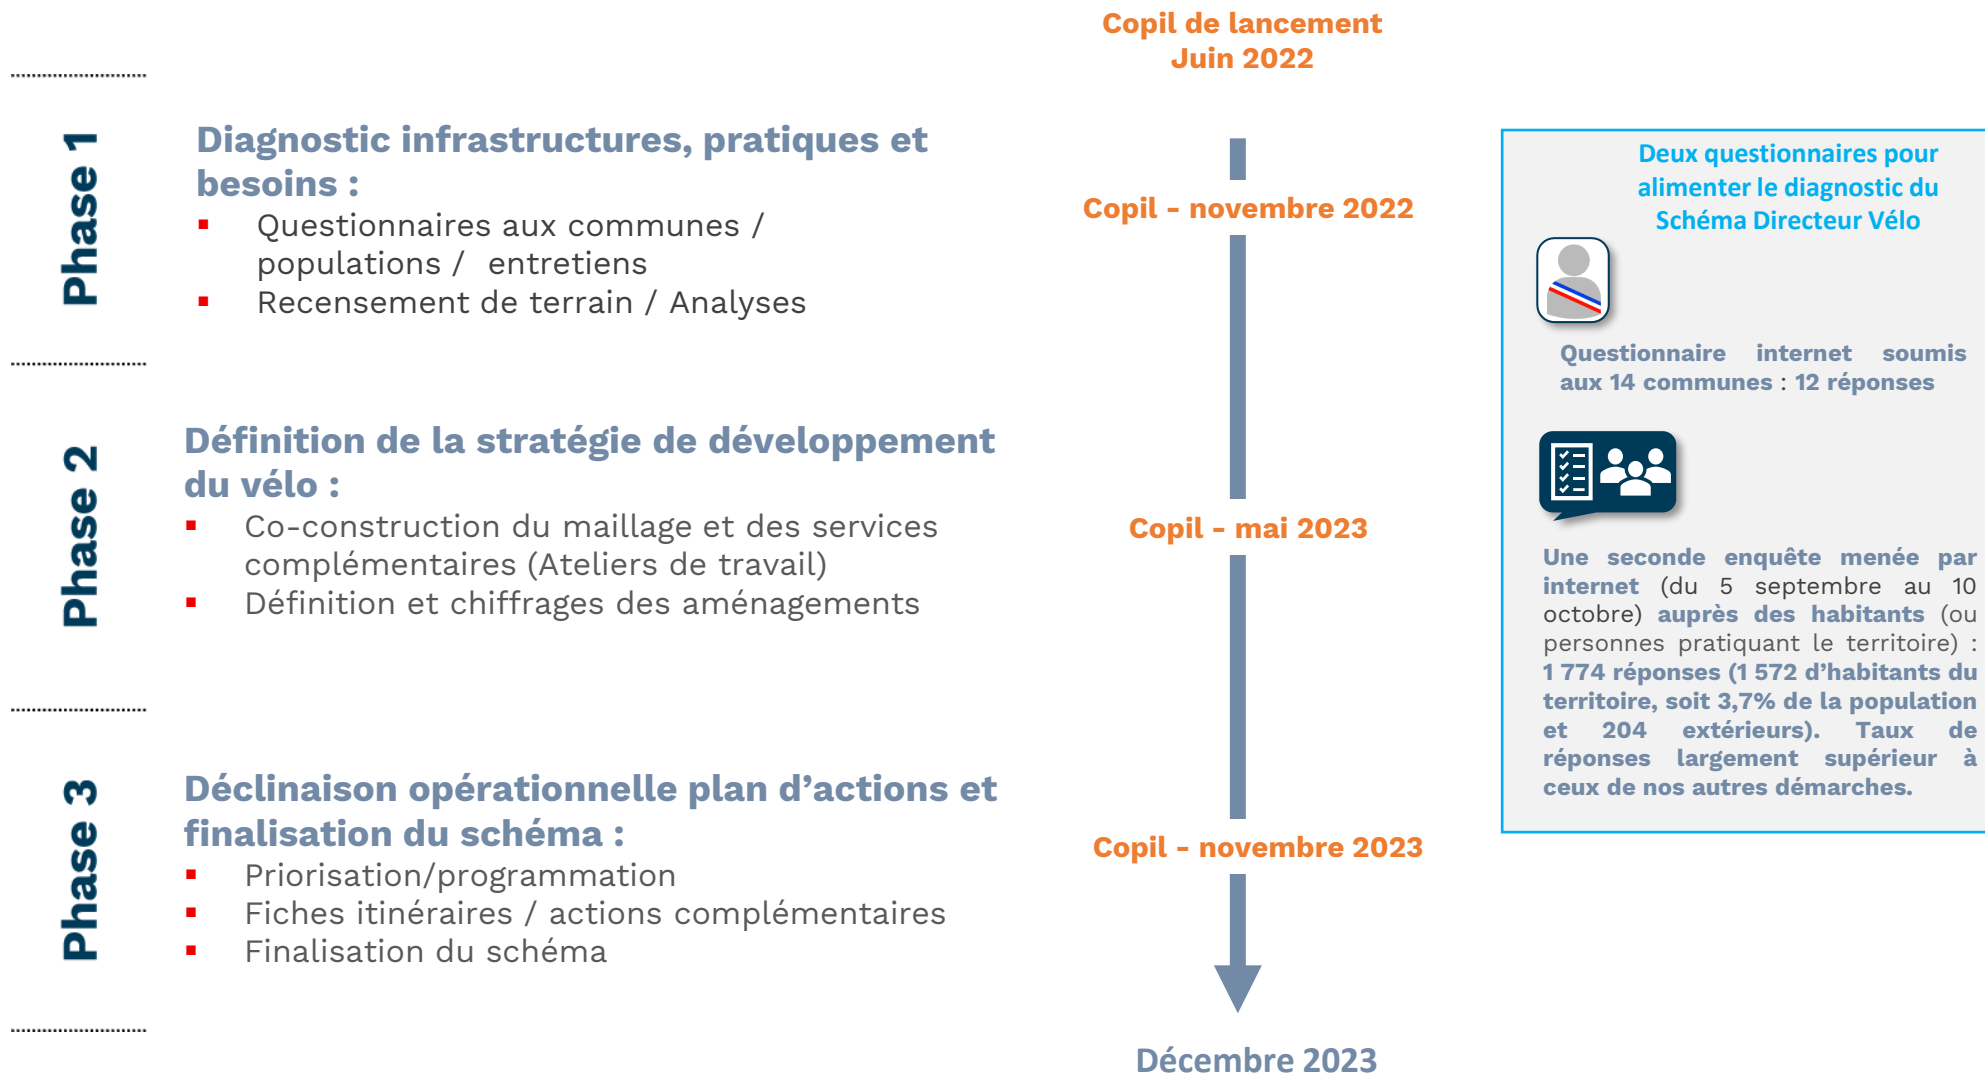 Phase 1
Diagnostic infrastructures, pratiques et
besoins :
▪ Questionnaires aux communes /
populations / entretiens
▪ Recensement de terrain / Analyses
Phase 2
Définition de la stratégie de développement
du vélo :
▪ Co-construction du maillage et des services
complémentaires (Ateliers de travail)
▪ Définition et chiffrages des aménagements
Phase 3
Déclinaison opérationnelle plan d’actions et
finalisation du schéma :
▪ Priorisation/programmation
▪ Fiches itinéraires / actions complémentaires
▪ Finalisation du schéma
Copil de lancement
Juin 2022
Copil - novembre 2022
Copil - mai 2023
Copil - novembre 2023
Décembre 2023
Deux questionnaires pour
alimenter le diagnostic du
Schéma Directeur Vélo
Questionnaire internet soumis
aux 14 communes : 12 réponses
Une seconde enquête menée par
internet (du 5 septembre au 10
octobre) auprès des habitants (ou
personnes pratiquant le territoire) :
1 774 réponses (1 572 d’habitants du
territoire, soit 3,7% de la population
et 204 extérieurs). Taux de
réponses largement supérieur à
ceux de nos autres démarches.